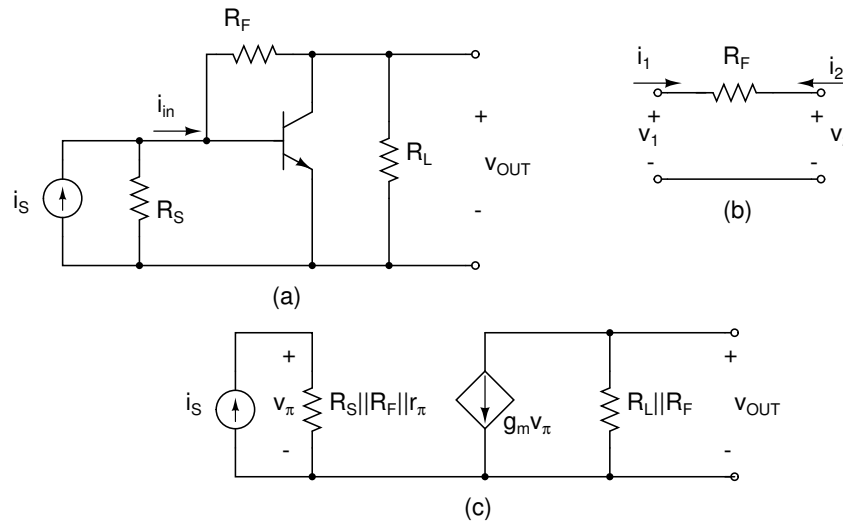 R_F
i_in
+
R_L
v_OUT
i_S
R_S
-
(a)
i_1
R_F
i_2
+
+
v_1
v
-
-
(b)
+
i_S
v_π
R_S||R_F||r_π
-
g_m v_π
R_L||R_F
+
v_OUT
-
(c)